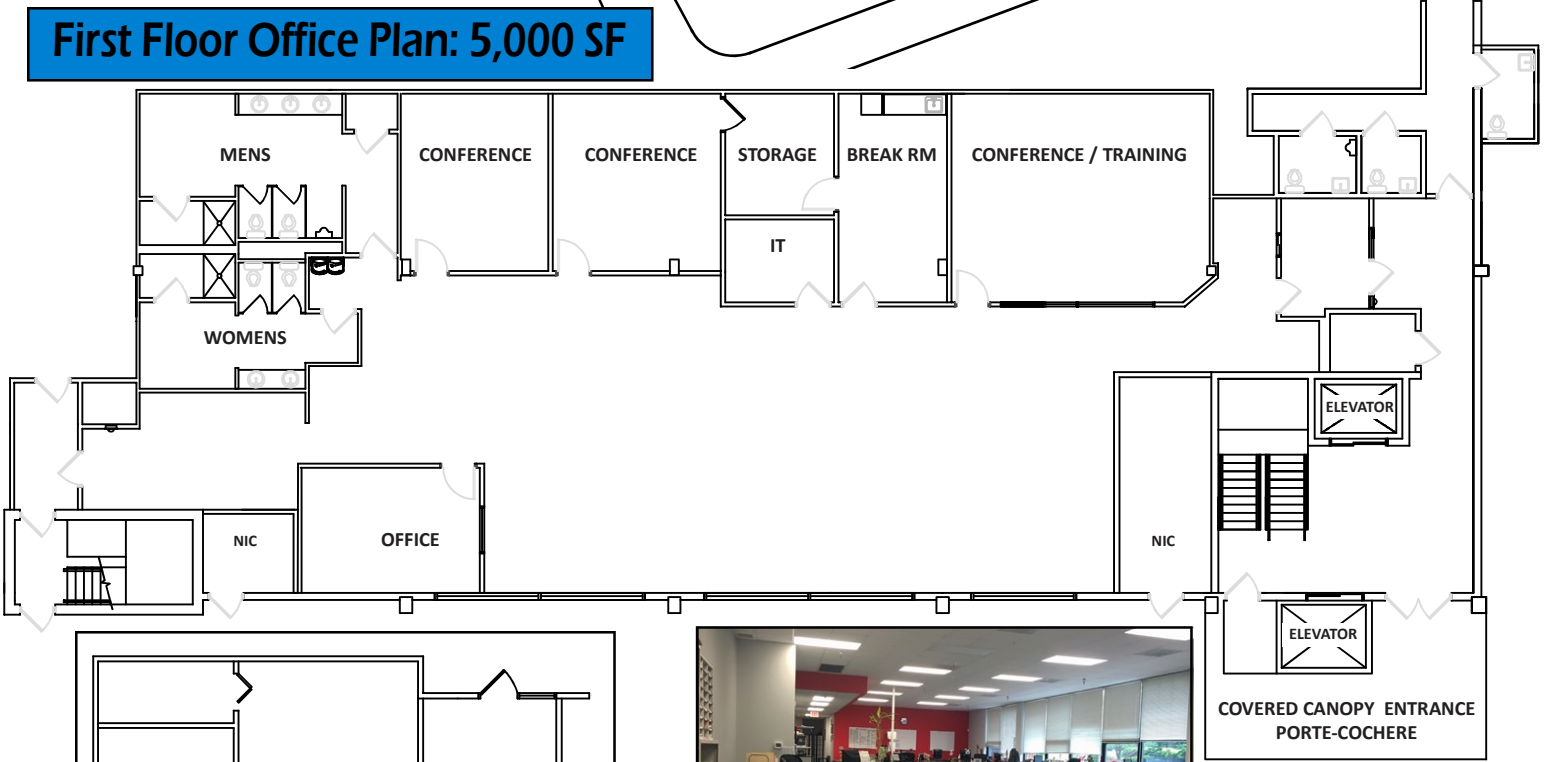 First Floor Office Plan: 5,000 SF
MENS
CONFERENCE
CONFERENCE
STORAGE
BREAK RM
CONFERENCE / TRAINING
IT
WOMENS
ELEVATOR
NIC
OFFICE
NIC
ELEVATOR
COVERED CANOPY ENTRANCE
PORTE-COCHERE